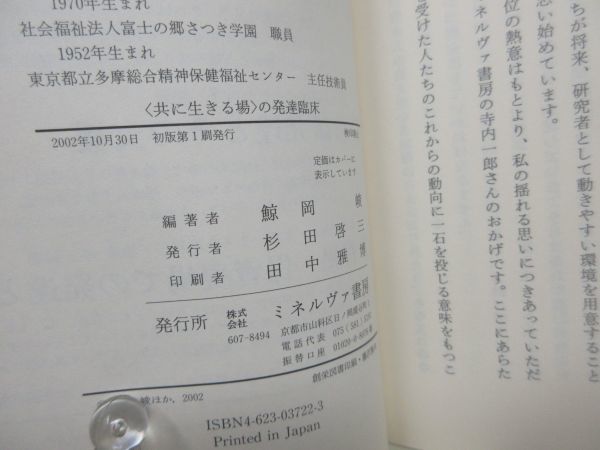 1970年生まれ
社会福祉法人富士の郷さつき学園　職員
1952年生まれ
東京都立多摩総合精神保健福祉センター　主任技術員
〈共に生きる場〉の発達臨床
2002年10月30日　初版第1刷発行
定価はカバーに
表示しています
編著者　鯨岡　峻
発行者　杉田啓三
印刷者　田中雅博
発行所　株式会社　ミネルヴァ書房
607-8494　京都市山科区日ノ岡堤谷町1
電話代表　075(581)
振替口座　01020-0-8076
創栄図書印刷・
峻ほか, 2002
ISBN4-623-03722-3
Printed in Japan
ちが将来、研究者として動きやすい環境を用意すること
思い始めています。
位の熱意はもとより、私の揺れる思いにつきあっていただ
ネルヴァ書房の寺内一郎さんのおかげです。ここにあらた
受けた人たちのこれからの動向に一石を投じる意味をもつこ